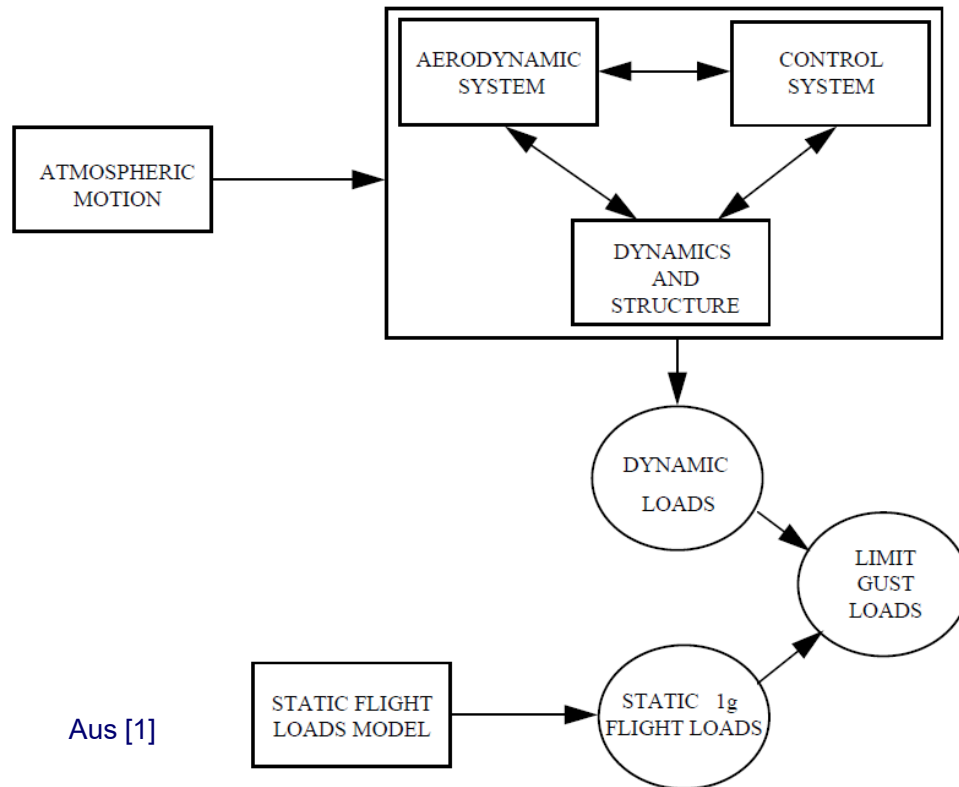 AERODYNAMIC
SYSTEM
CONTROL
SYSTEM
ATMOSPHERIC
MOTION
DYNAMICS
AND
STRUCTURE
DYNAMIC
LOADS
LIMIT
GUST
LOADS
STATIC FLIGHT
LOADS MODEL
STATIC 1g
FLIGHT LOADS
Aus [1]